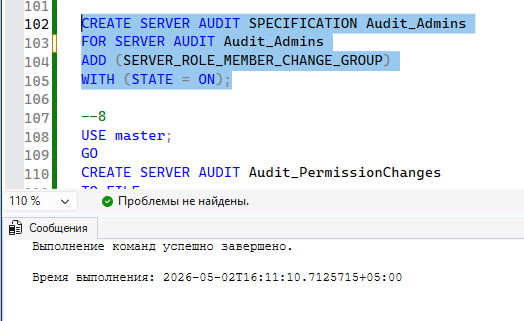 101
102 CREATE SERVER AUDIT SPECIFICATION Audit_Admins
103 FOR SERVER AUDIT Audit_Admins
104 ADD (SERVER_ROLE_MEMBER_CHANGE_GROUP)
105 WITH (STATE = ON);
106
107 --8
108 USE master;
109 GO
110 CREATE SERVER AUDIT Audit_PermissionChanges
TO FILE
110 %
Проблемы не найдены.
Сообщения
Выполнение команд успешно завершено.
Время выполнения: 2026-05-02T16:11:10.7125715+05:00